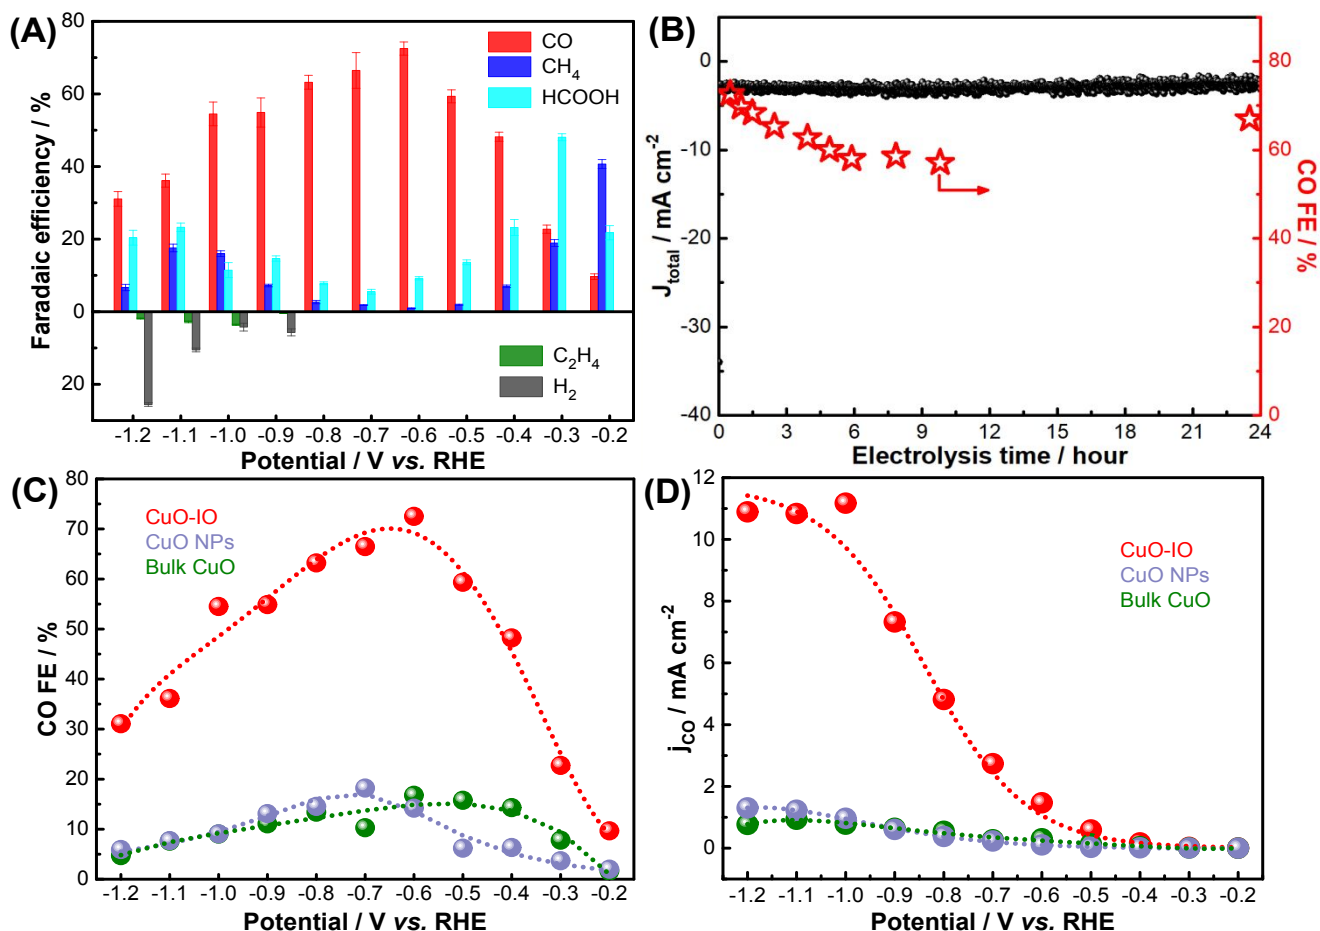 (A)
80
60
40
20
0
20
Faradaic efficiency / %
CO
CH₄
HCOOH
C₂H₄
H₂
-1.2 -1.1 -1.0 -0.9 -0.8 -0.7 -0.6 -0.5 -0.4 -0.3 -0.2
Potential / V vs. RHE
(B)
0
-10
-20
-30
-40
J_total / mA cm⁻²
80
60
40
20
0
CO FE / %
0 3 6 9 12 15 18 21 24
Electrolysis time / hour
(C)
80
70
60
50
40
30
20
10
0
CO FE / %
CuO-IO
CuO NPs
Bulk CuO
-1.2 -1.1 -1.0 -0.9 -0.8 -0.7 -0.6 -0.5 -0.4 -0.3 -0.2
Potential / V vs. RHE
(D)
12
10
8
6
4
2
0
j_CO / mA cm⁻²
CuO-IO
CuO NPs
Bulk CuO
-1.2 -1.1 -1.0 -0.9 -0.8 -0.7 -0.6 -0.5 -0.4 -0.3 -0.2
Potential / V vs. RHE